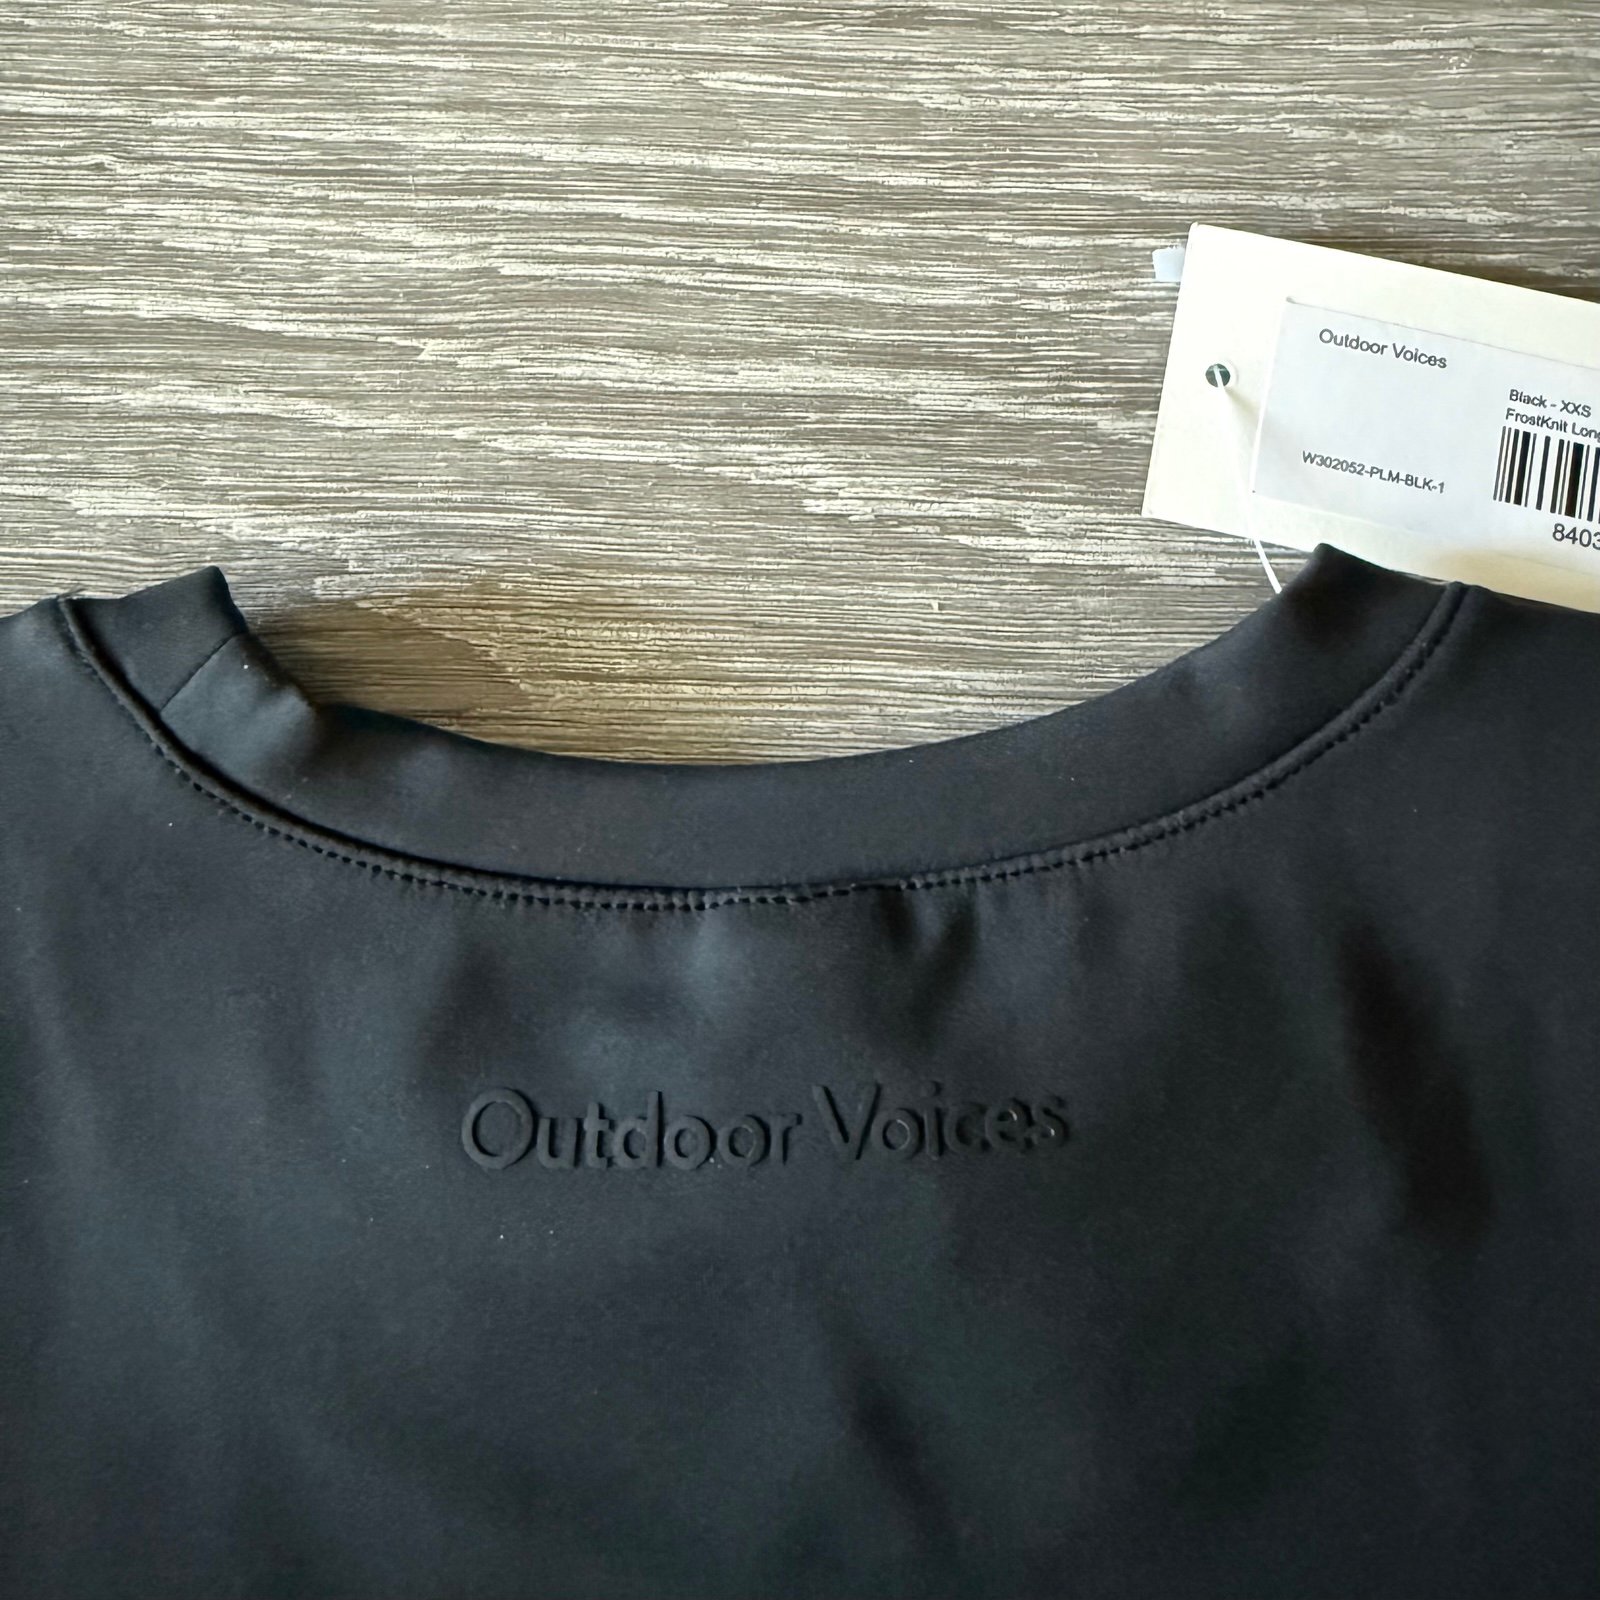 Outdoor Voices
Black - XXS
FrostKnit Long
W302052-PLM-BLK-1
8403
Outdoor Voices